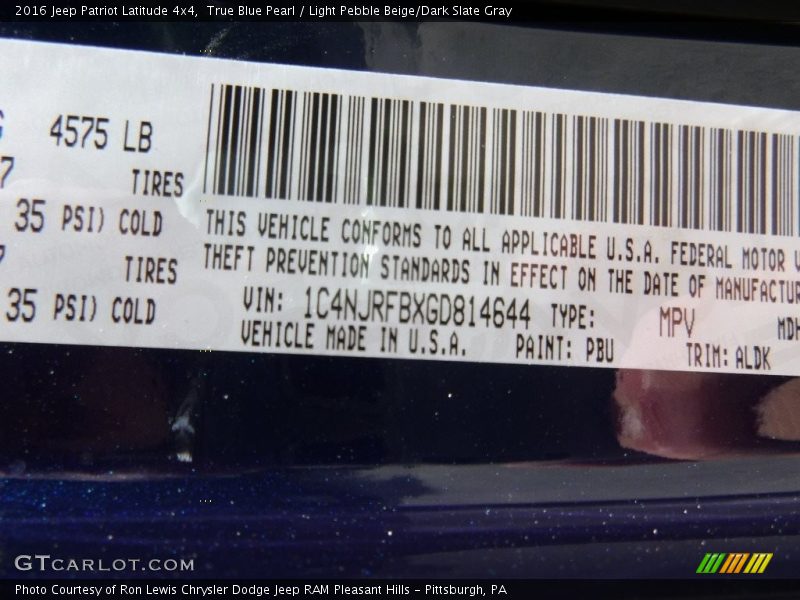 2016 Jeep Patriot Latitude 4x4, True Blue Pearl / Light Pebble Beige/Dark Slate Gray
4575 LB
TIRES
35 PSI) COLD
TIRES
35 PSI) COLD
THIS VEHICLE CONFORMS TO ALL APPLICABLE U.S.A. FEDERAL MOTOR
THEFT PREVENTION STANDARDS IN EFFECT ON THE DATE OF MANUFACTUR
VIN: 1C4NJRFBXGD814644 TYPE: MPV MDH
VEHICLE MADE IN U.S.A. PAINT: PBU TRIM: ALDK
GTCARLOT.COM
Photo Courtesy of Ron Lewis Chrysler Dodge Jeep RAM Pleasant Hills - Pittsburgh, PA